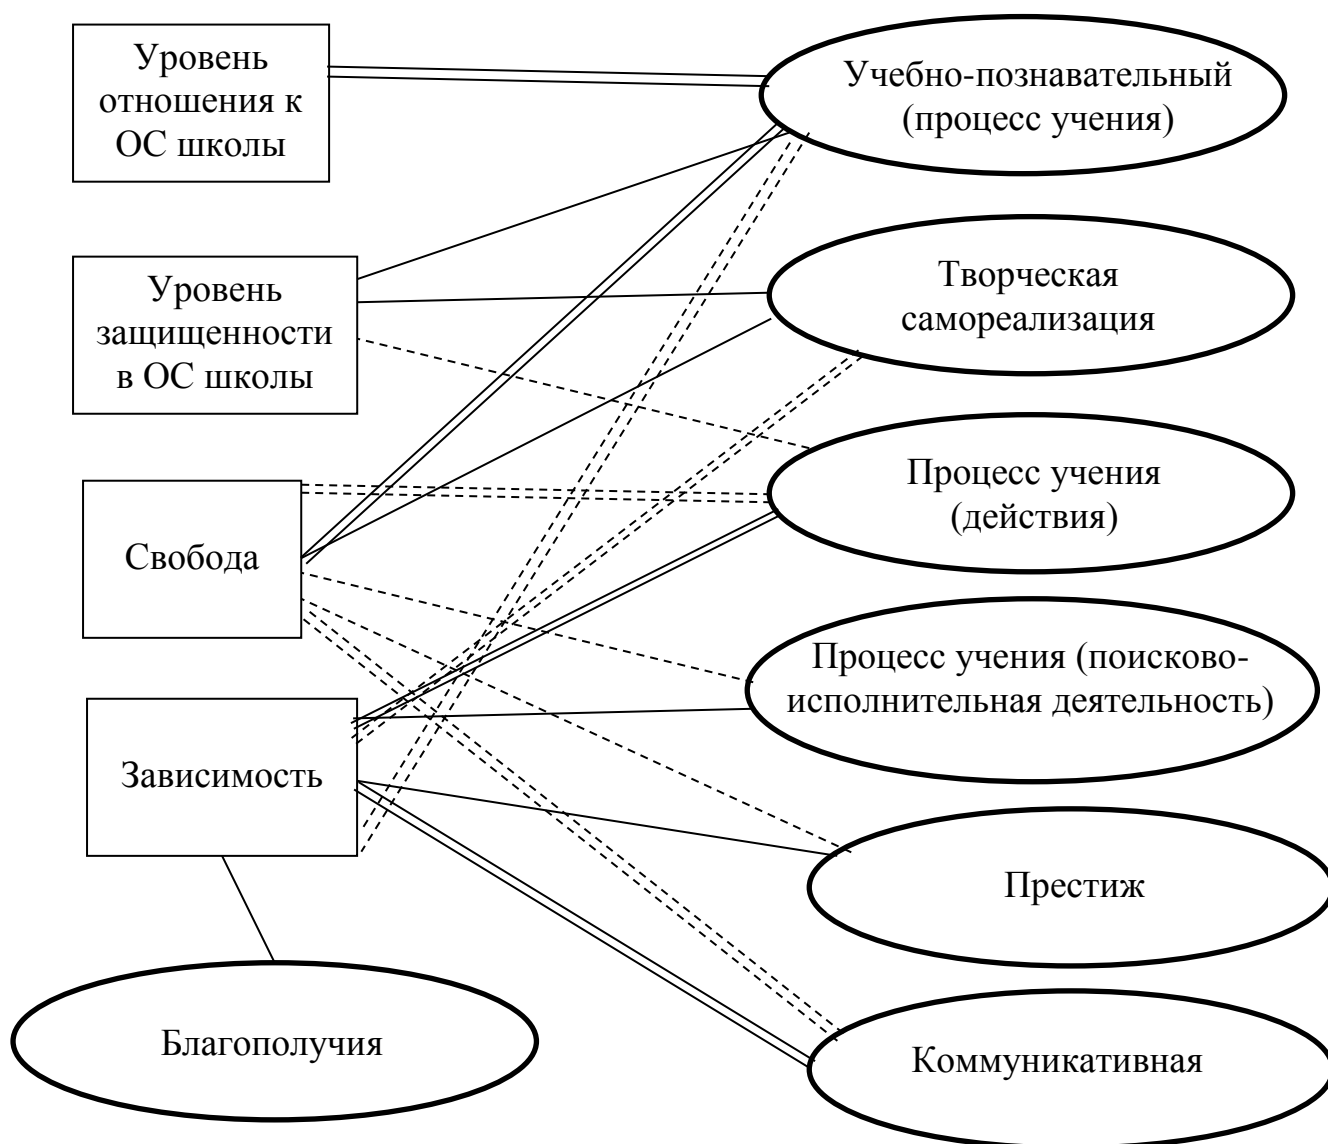 Уровень
отношения к
ОС школы
Учебно-познавательный
(процесс учения)
Уровень
защищенности
в ОС школы
Творческая
самореализация
Свобода
Процесс учения
(действия)
Процесс учения (поисково-
исполнительная деятельность)
Зависимость
Престиж
Благополучия
Коммуникативная